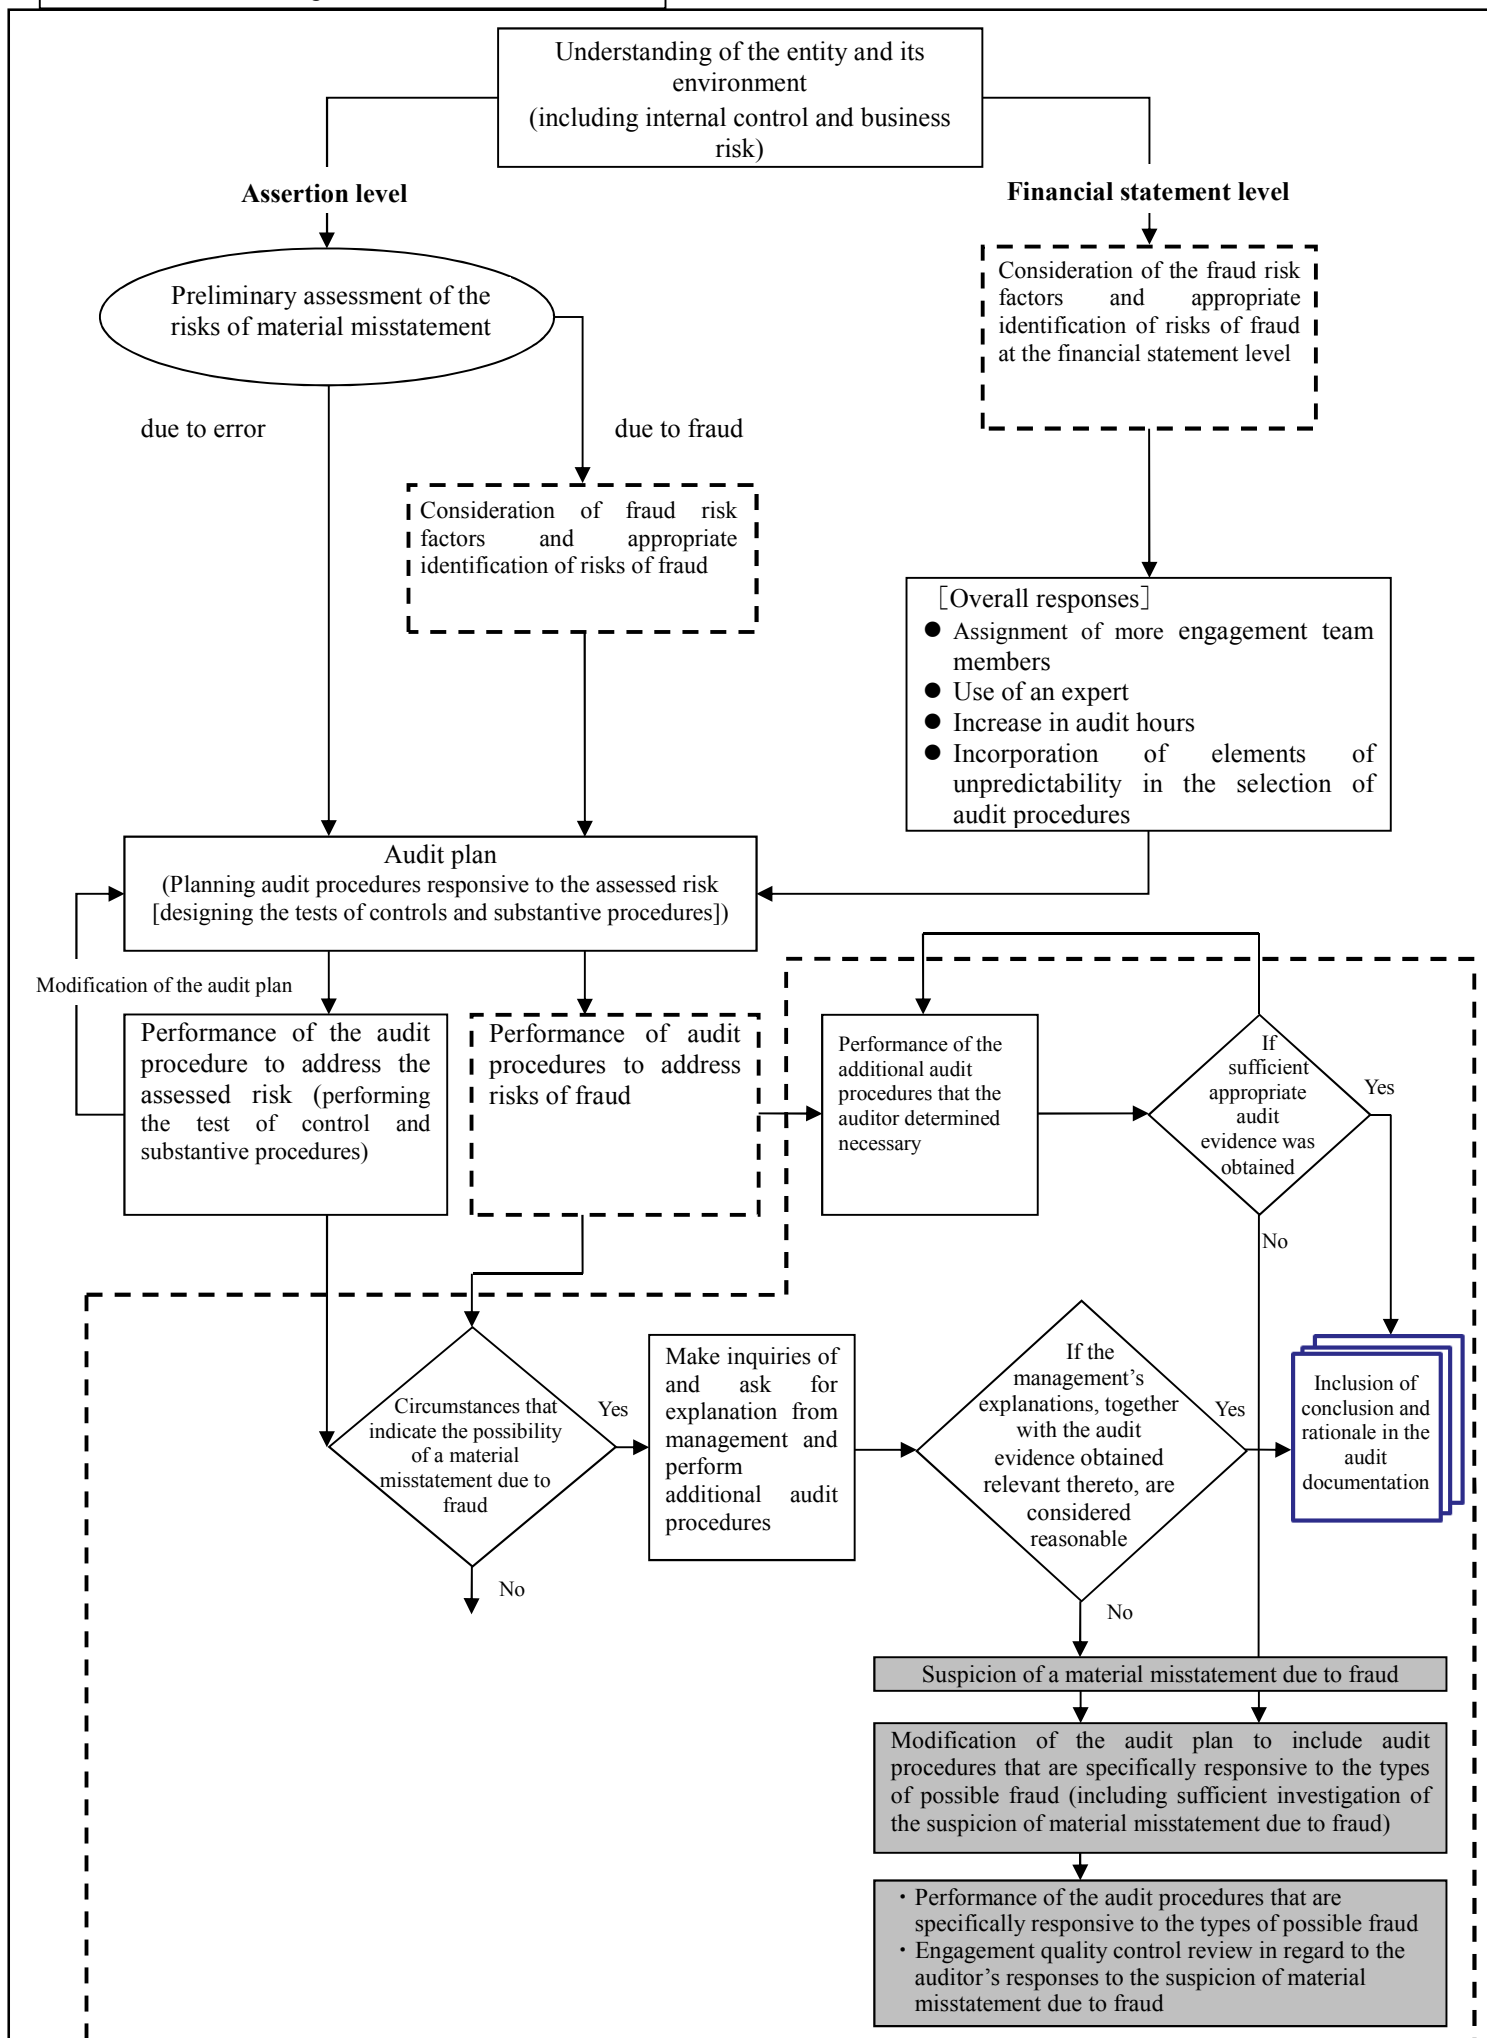 Understanding of the entity and its
environment
(including internal control and business
risk)
Assertion level
Financial statement level
Preliminary assessment of the
risks of material misstatement
Consideration of the fraud risk
factors and appropriate
identification of risks of fraud
at the financial statement level
due to error
due to fraud
Consideration of fraud risk
factors and appropriate
identification of risks of fraud
［Overall responses］
● Assignment of more engagement team
members
● Use of an expert
● Increase in audit hours
● Incorporation of elements of
unpredictability in the selection of
audit procedures
Audit plan
(Planning audit procedures responsive to the assessed risk
[designing the tests of controls and substantive procedures])
Modification of the audit plan
Performance of the audit
procedure to address the
assessed risk (performing
the test of control and
substantive procedures)
Performance of audit
procedures to address
risks of fraud
Performance of the
additional audit
procedures that the
auditor determined
necessary
If
sufficient
appropriate
audit
evidence was
obtained
Yes
No
Circumstances that
indicate the possibility
of a material
misstatement due to
fraud
Yes
No
Make inquiries of
and ask for
explanation from
management and
perform
additional audit
procedures
If the
management’s
explanations, together
with the audit
evidence obtained
relevant thereto, are
considered
reasonable
Yes
No
Inclusion of
conclusion and
rationale in the
audit
documentation
Suspicion of a material misstatement due to fraud
Modification of the audit plan to include audit
procedures that are specifically responsive to the types
of possible fraud (including sufficient investigation of
the suspicion of material misstatement due to fraud)
・Performance of the audit procedures that are
specifically responsive to the types of possible fraud
・Engagement quality control review in regard to the
auditor’s responses to the suspicion of material
misstatement due to fraud